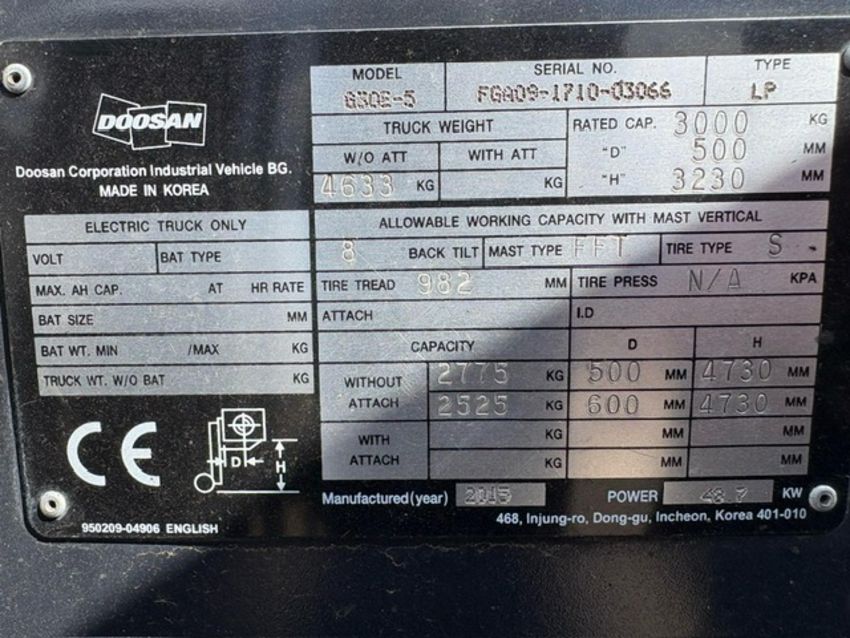 MODEL SERIAL NO. TYPE
G30E-5 FGA09-1710-03066 LP
DOOSAN
Doosan Corporation Industrial Vehicle BG.
MADE IN KOREA
TRUCK WEIGHT
W/O ATT WITH ATT
4633 KG KG
RATED CAP. 3000 KG
"D" 500 MM
"H" 3230 MM
ELECTRIC TRUCK ONLY
VOLT BAT TYPE
MAX. AH CAP. AT HR RATE
BAT SIZE MM
BAT WT. MIN /MAX KG
TRUCK WT. W/O BAT KG
ALLOWABLE WORKING CAPACITY WITH MAST VERTICAL
8 BACK TILT MAST TYPE FFT TIRE TYPE S
TIRE TREAD 982 MM TIRE PRESS N/A KPA
ATTACH I.D
CAPACITY D H
WITHOUT ATTACH
2775 KG 500 MM 4730 MM
2525 KG 600 MM 4730 MM
WITH ATTACH
KG MM MM
KG MM MM
CE
D H
Manufactured (year) 2015 POWER 48.7 KW
468, Injung-ro, Dong-gu, Incheon, Korea 401-010
950209-04906 ENGLISH